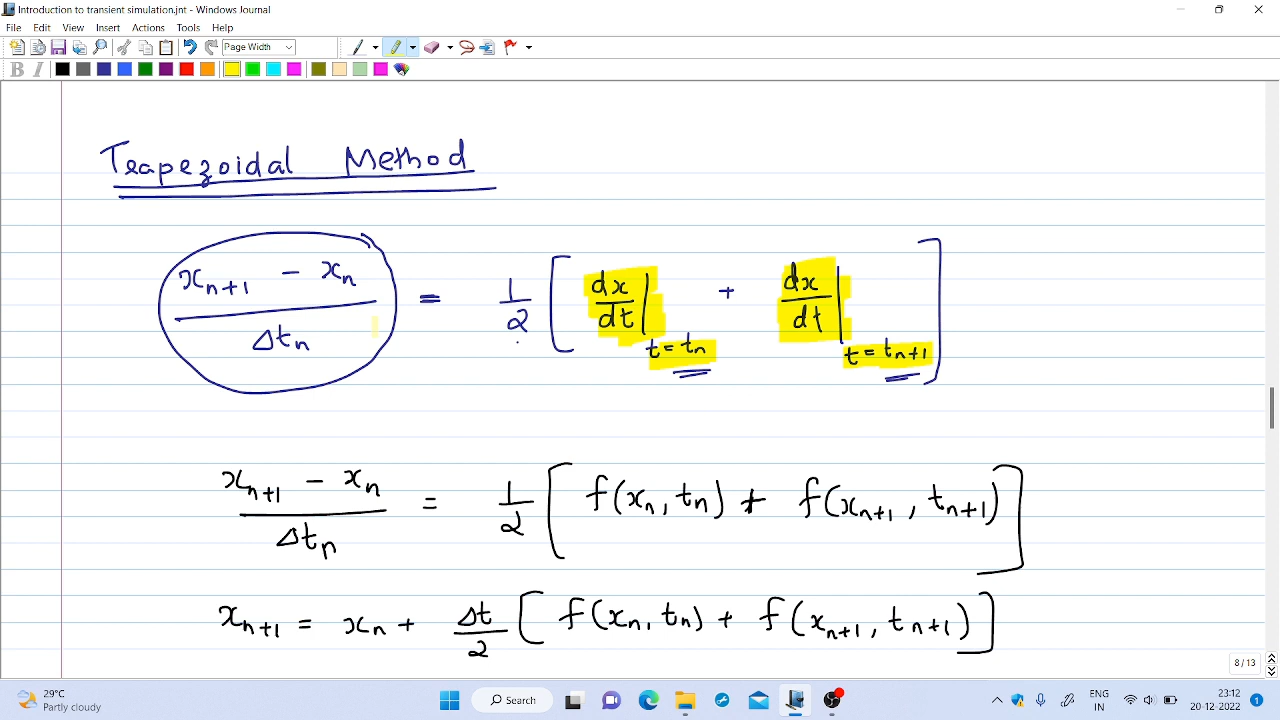 Introduction to transient simulation.jnt - Windows Journal
File Edit View Insert Actions Tools Help
Page Width
B I
Trapezoidal Method
(x_{n+1} - x_n) / Δt_n = 1/2 [ dx/dt |_{t = t_n} + dx/dt |_{t = t_{n+1}} ]
(x_{n+1} - x_n) / Δt_n = 1/2 [ f(x_n, t_n) + f(x_{n+1}, t_{n+1}) ]
x_{n+1} = x_n + Δt/2 [ f(x_n, t_n) + f(x_{n+1}, t_{n+1}) ]
8 / 13
29°C
Partly cloudy
Search
ENG
IN
23:12
20-12-2022
1